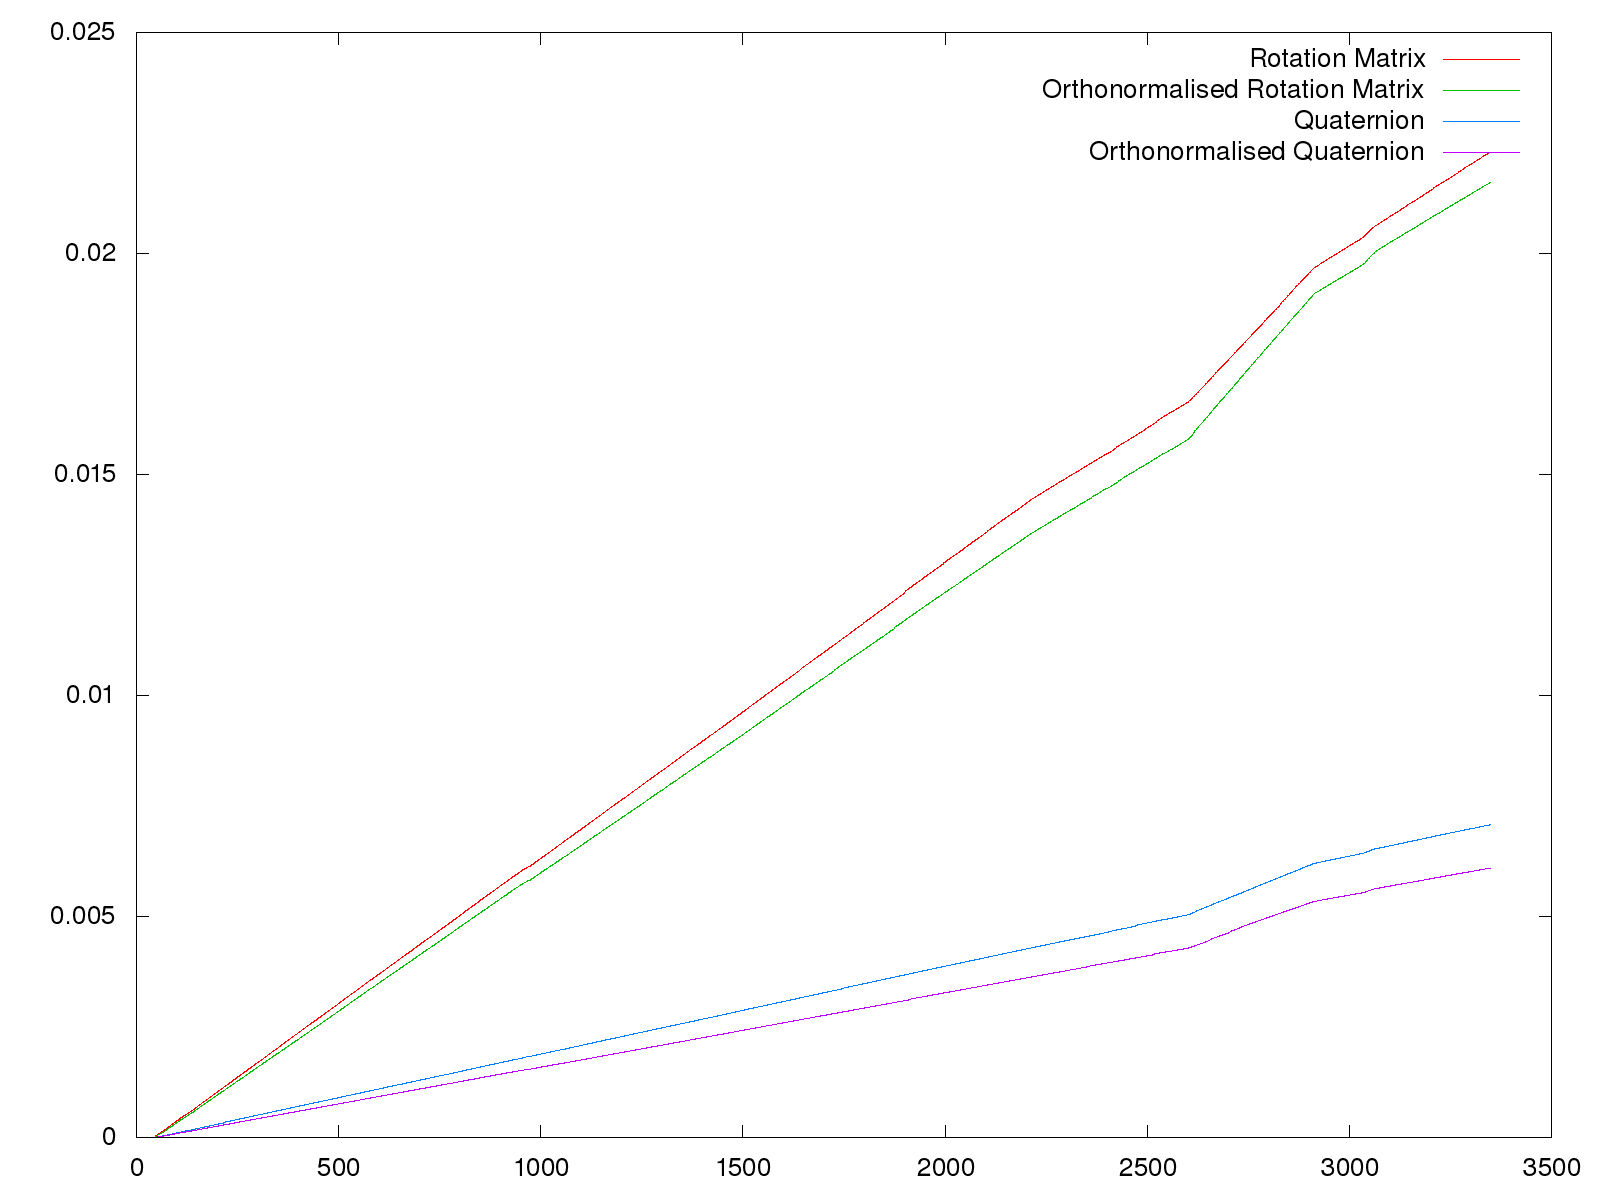 0.025
Rotation Matrix
Orthonormalised Rotation Matrix
Quaternion
Orthonormalised Quaternion
0.02
0.015
0.01
0.005
0
0 500 1000 1500 2000 2500 3000 3500